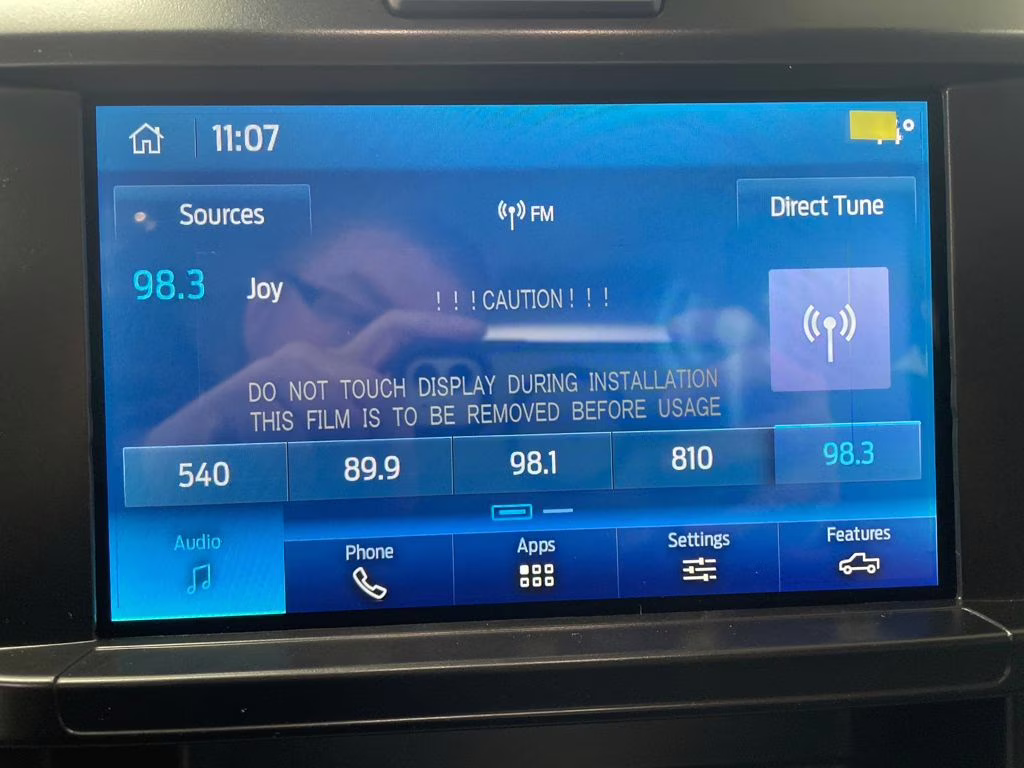 11:07
Sources
FM
Direct Tune
98.3 Joy
! ! ! CAUTION ! ! !
DO NOT TOUCH DISPLAY DURING INSTALLATION
THIS FILM IS TO BE REMOVED BEFORE USAGE
540 89.9 98.1 810 98.3
Audio Phone Apps Settings Features